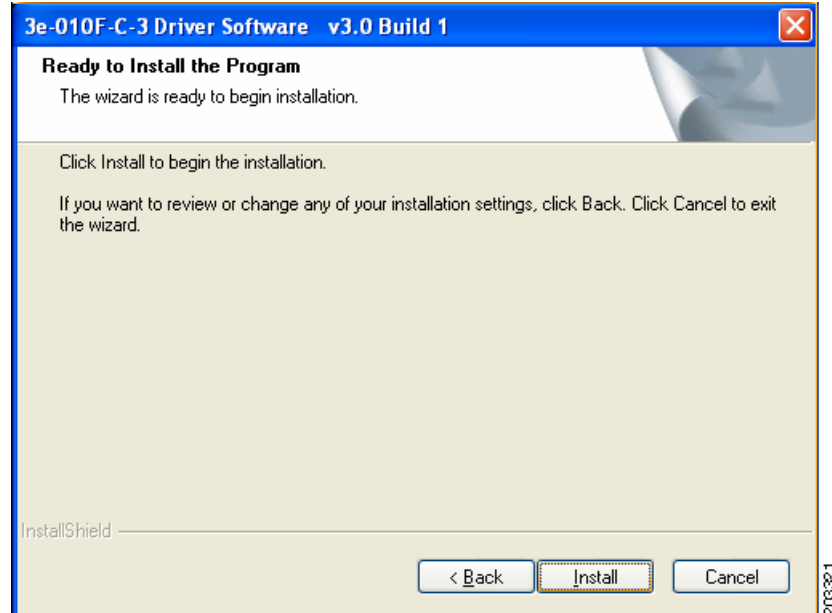 3e-010F-C-3 Driver Software v3.0 Build 1
Ready to Install the Program
The wizard is ready to begin installation.
Click Install to begin the installation.
If you want to review or change any of your installation settings, click Back. Click Cancel to exit
the wizard.
InstallShield
< Back
Install
Cancel
203381